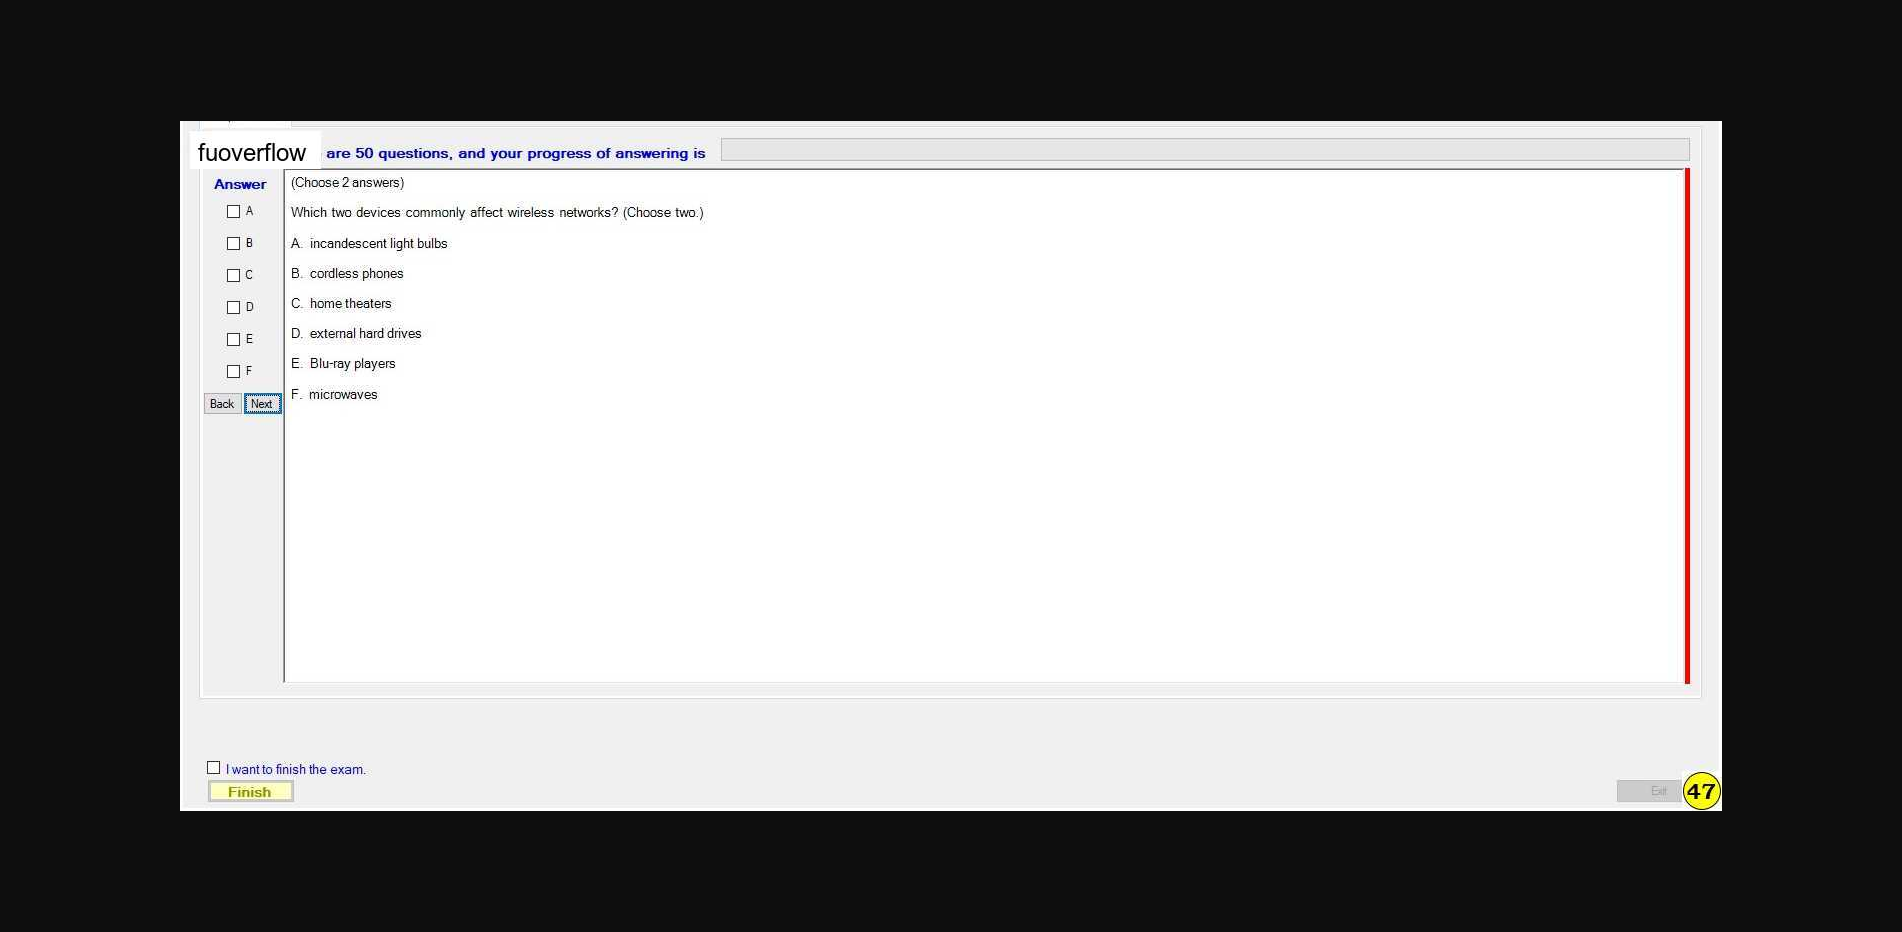 fuoverflow are 50 questions, and your progress of answering is
Answer
(Choose 2 answers)
A
Which two devices commonly affect wireless networks? (Choose two.)
B
A. incandescent light bulbs
C
B. cordless phones
D
C. home theaters
E
D. external hard drives
F
E. Blu-ray players
Back Next
F. microwaves
I want to finish the exam.
Finish
Exit 47